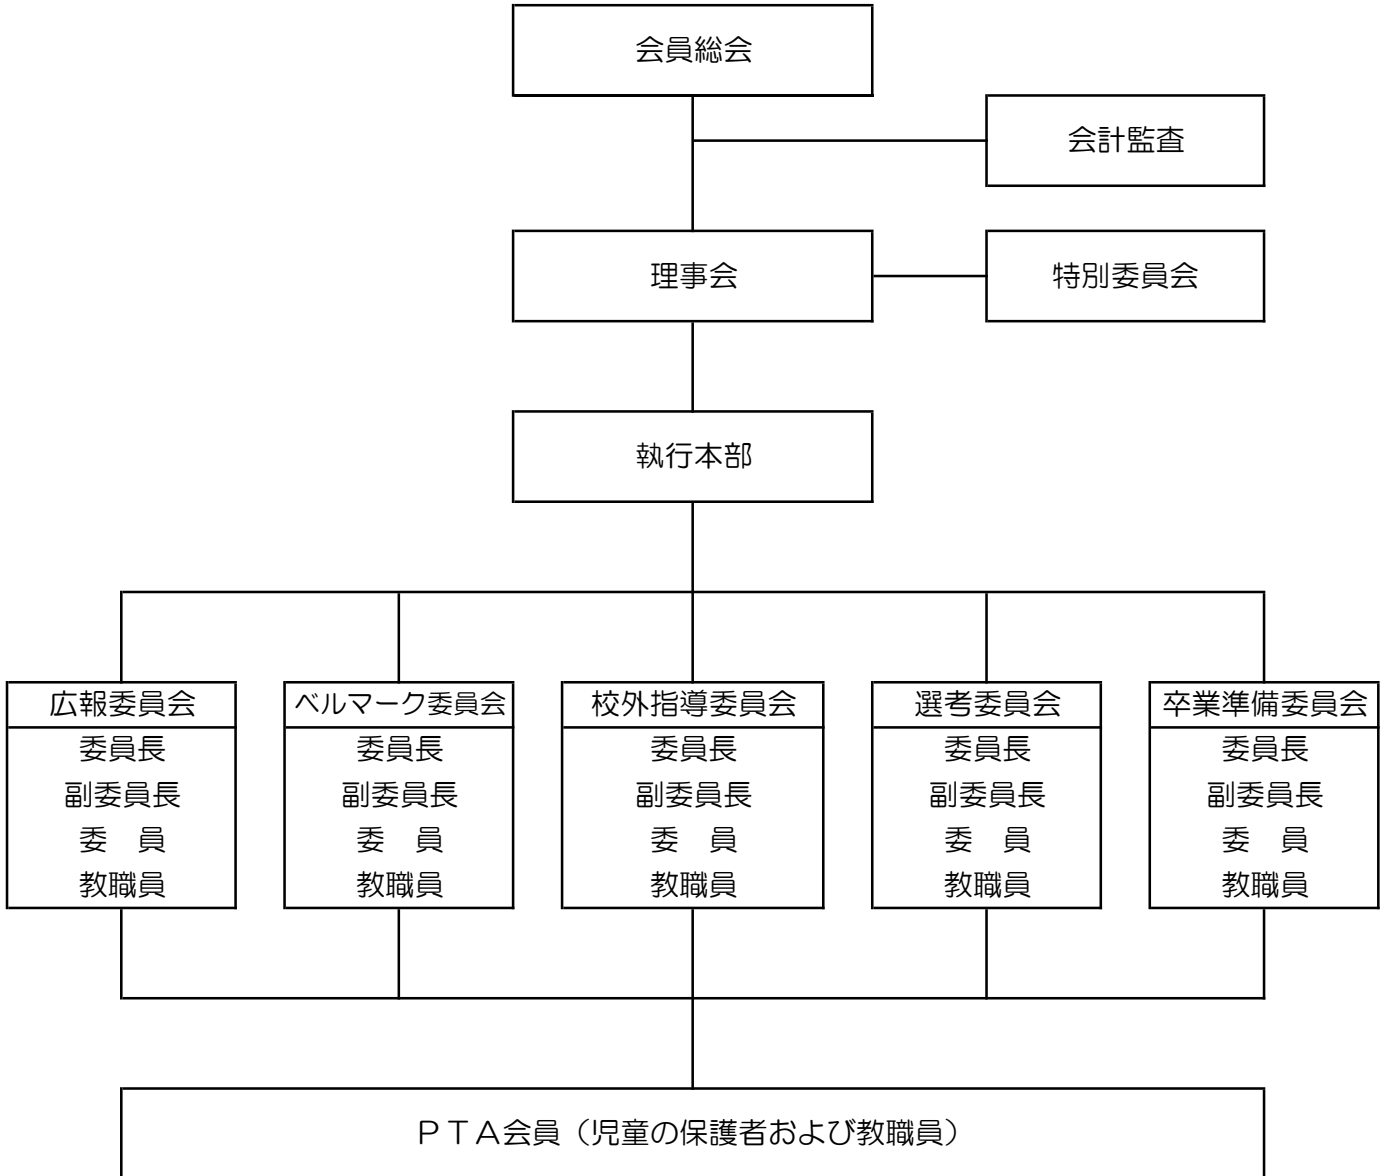 会員総会
会計監査
理事会
特別委員会
執行本部
広報委員会
委員長
副委員長
委　員
教職員
ベルマーク委員会
委員長
副委員長
委　員
教職員
校外指導委員会
委員長
副委員長
委　員
教職員
選考委員会
委員長
副委員長
委　員
教職員
卒業準備委員会
委員長
副委員長
委　員
教職員
ＰＴＡ会員（児童の保護者および教職員）